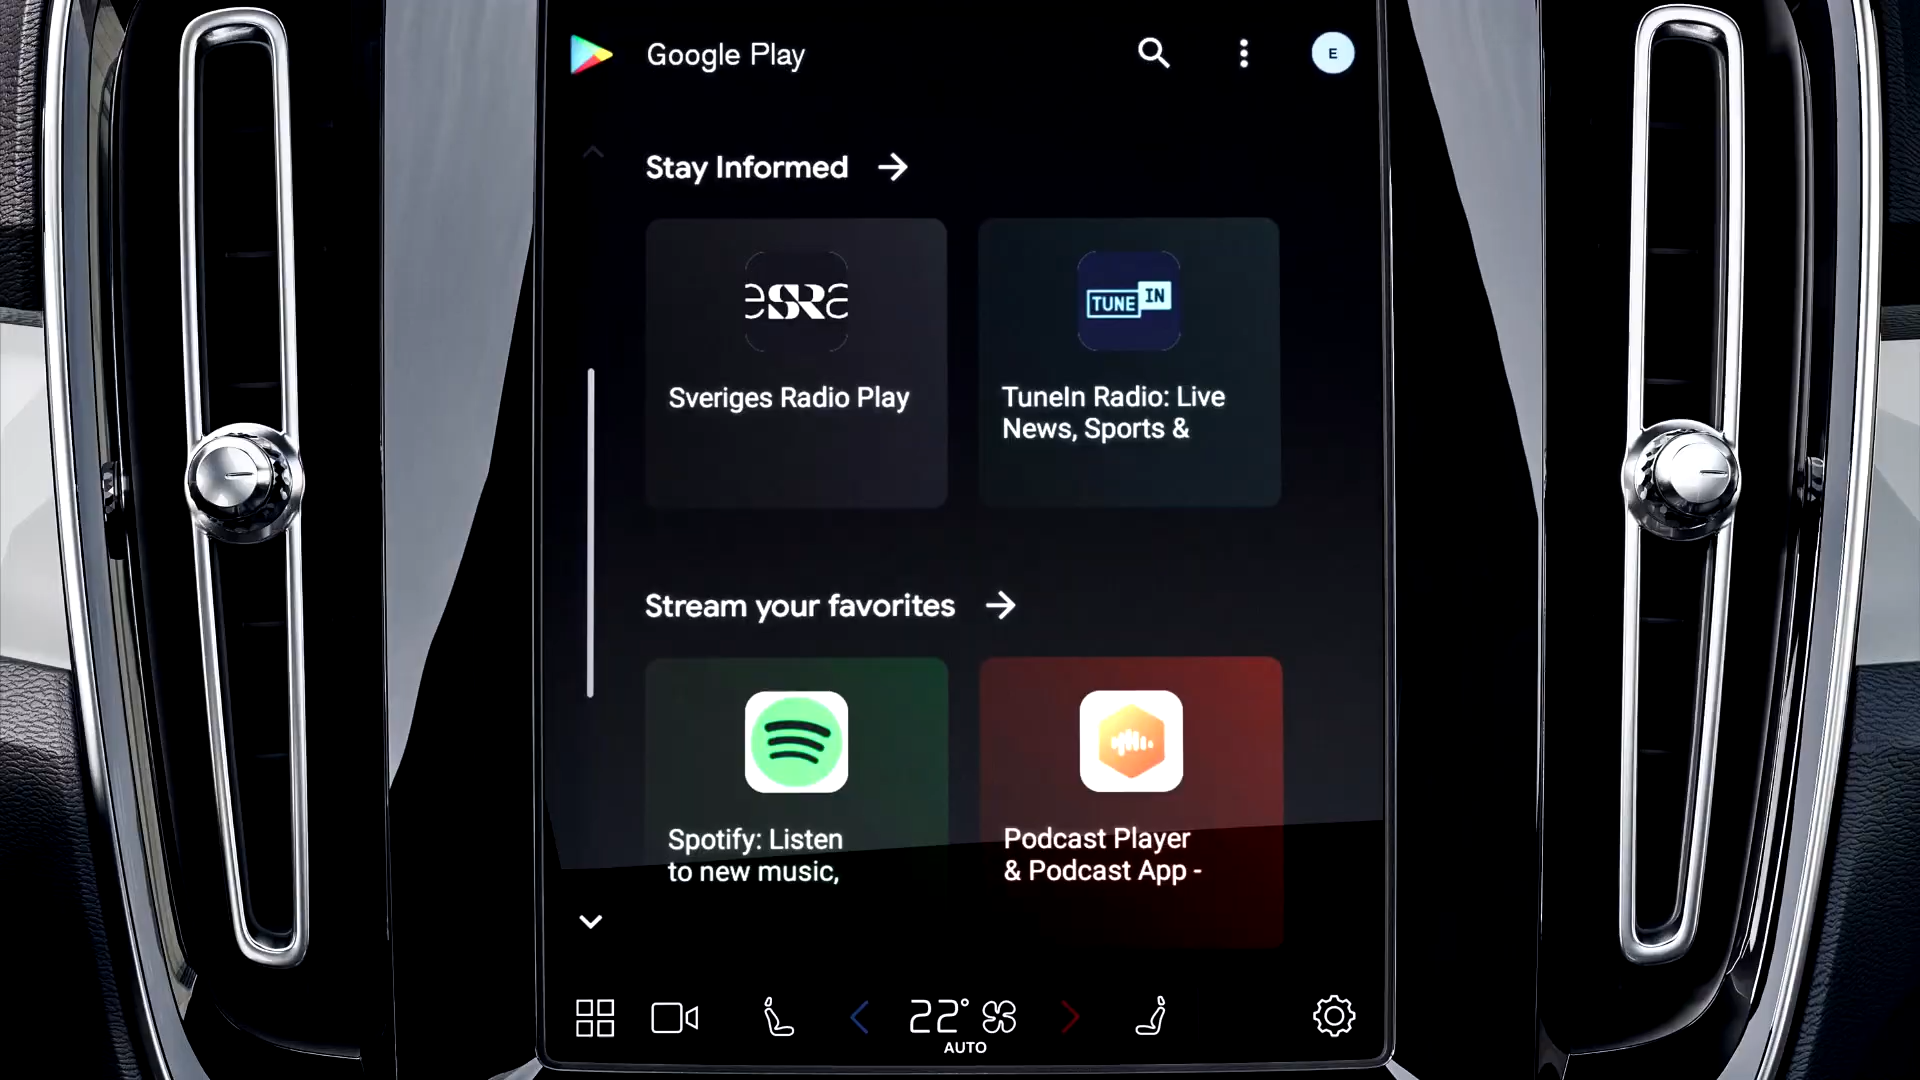 Google Play
E
Stay Informed
SR
TUNE IN
Sveriges Radio Play
TuneIn Radio: Live
News, Sports &
Stream your favorites
Spotify: Listen
to new music,
Podcast Player
& Podcast App -
22°
AUTO